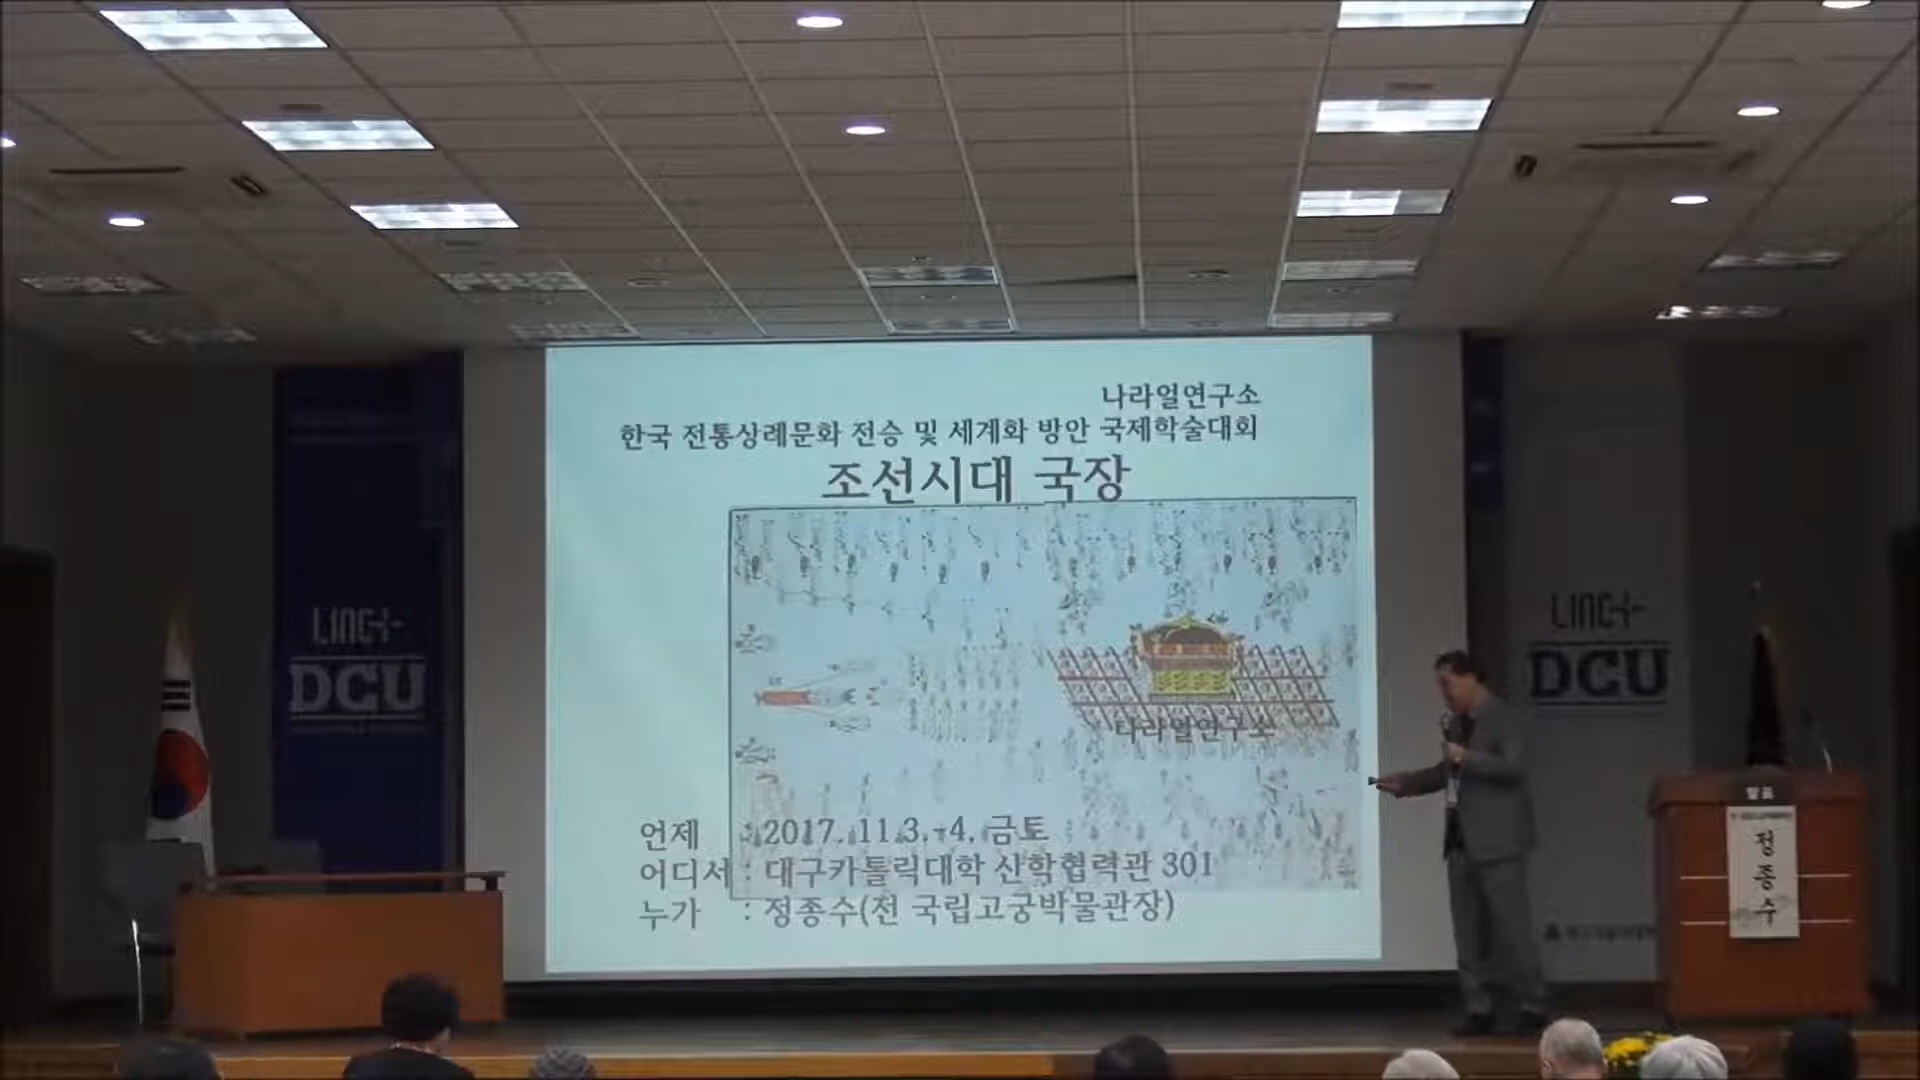 나라얼연구소
한국 전통상례문화 전승 및 세계화 방안 국제학술대회
조선시대 국장
나라얼연구소
언제 : 2017. 11.3.-4. 금토
어디서 : 대구카톨릭대학 산학협력관 301
누가 : 정종수(전 국립고궁박물관장)
LINC+
DCU
LINC+
DCU
발표
정종수